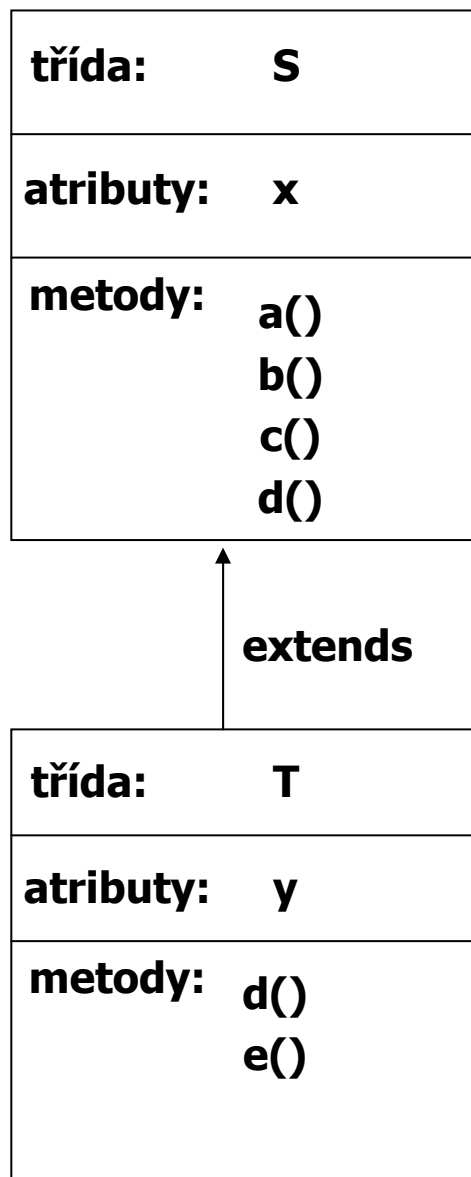 třída: S
atributy: x
metody: a()
b()
c()
d()
extends
třída: T
atributy: y
metody: d()
e()